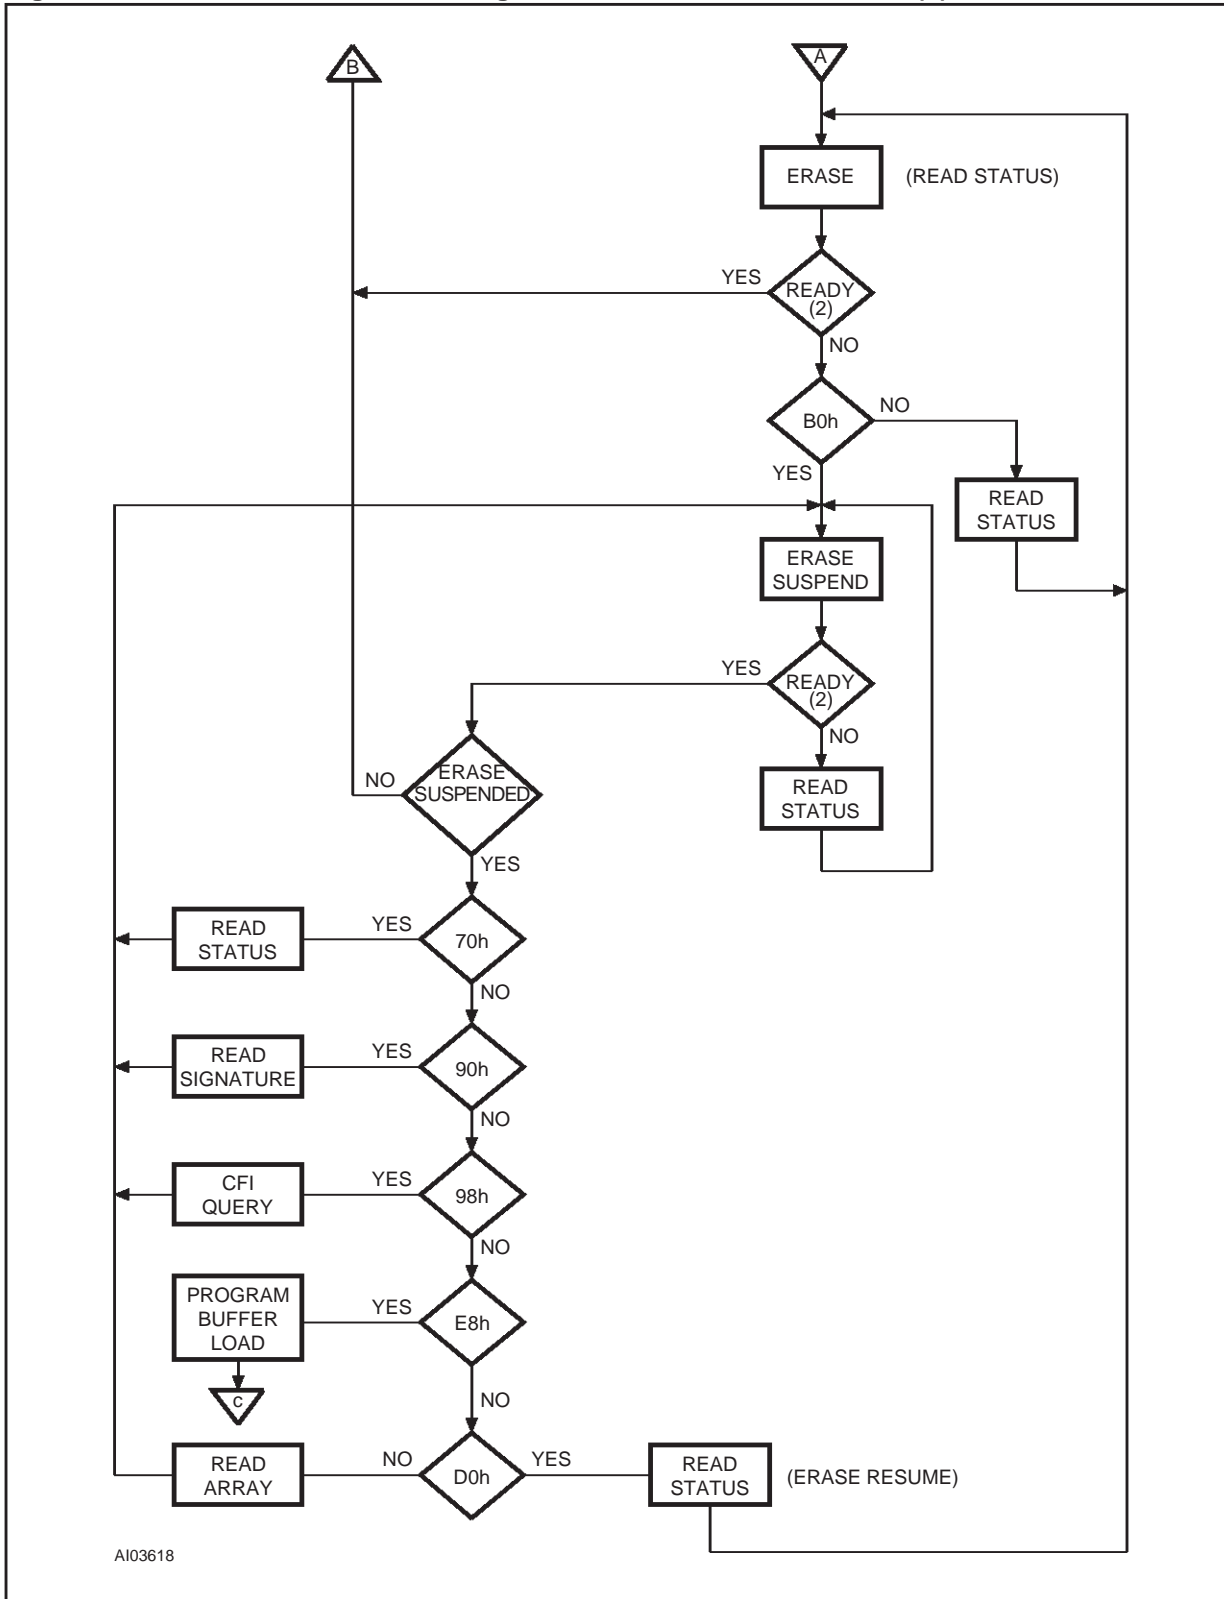 B
A
ERASE
(READ STATUS)
YES
READY
(2)
NO
B0h
NO
YES
READ
STATUS
ERASE
SUSPEND
YES
READY
(2)
NO
ERASE
SUSPENDED
NO
READ
STATUS
YES
READ
STATUS
YES
70h
NO
READ
SIGNATURE
YES
90h
NO
CFI
QUERY
YES
98h
NO
PROGRAM
BUFFER
LOAD
YES
E8h
c
NO
READ
ARRAY
NO
D0h
YES
READ
STATUS
(ERASE RESUME)
AI03618